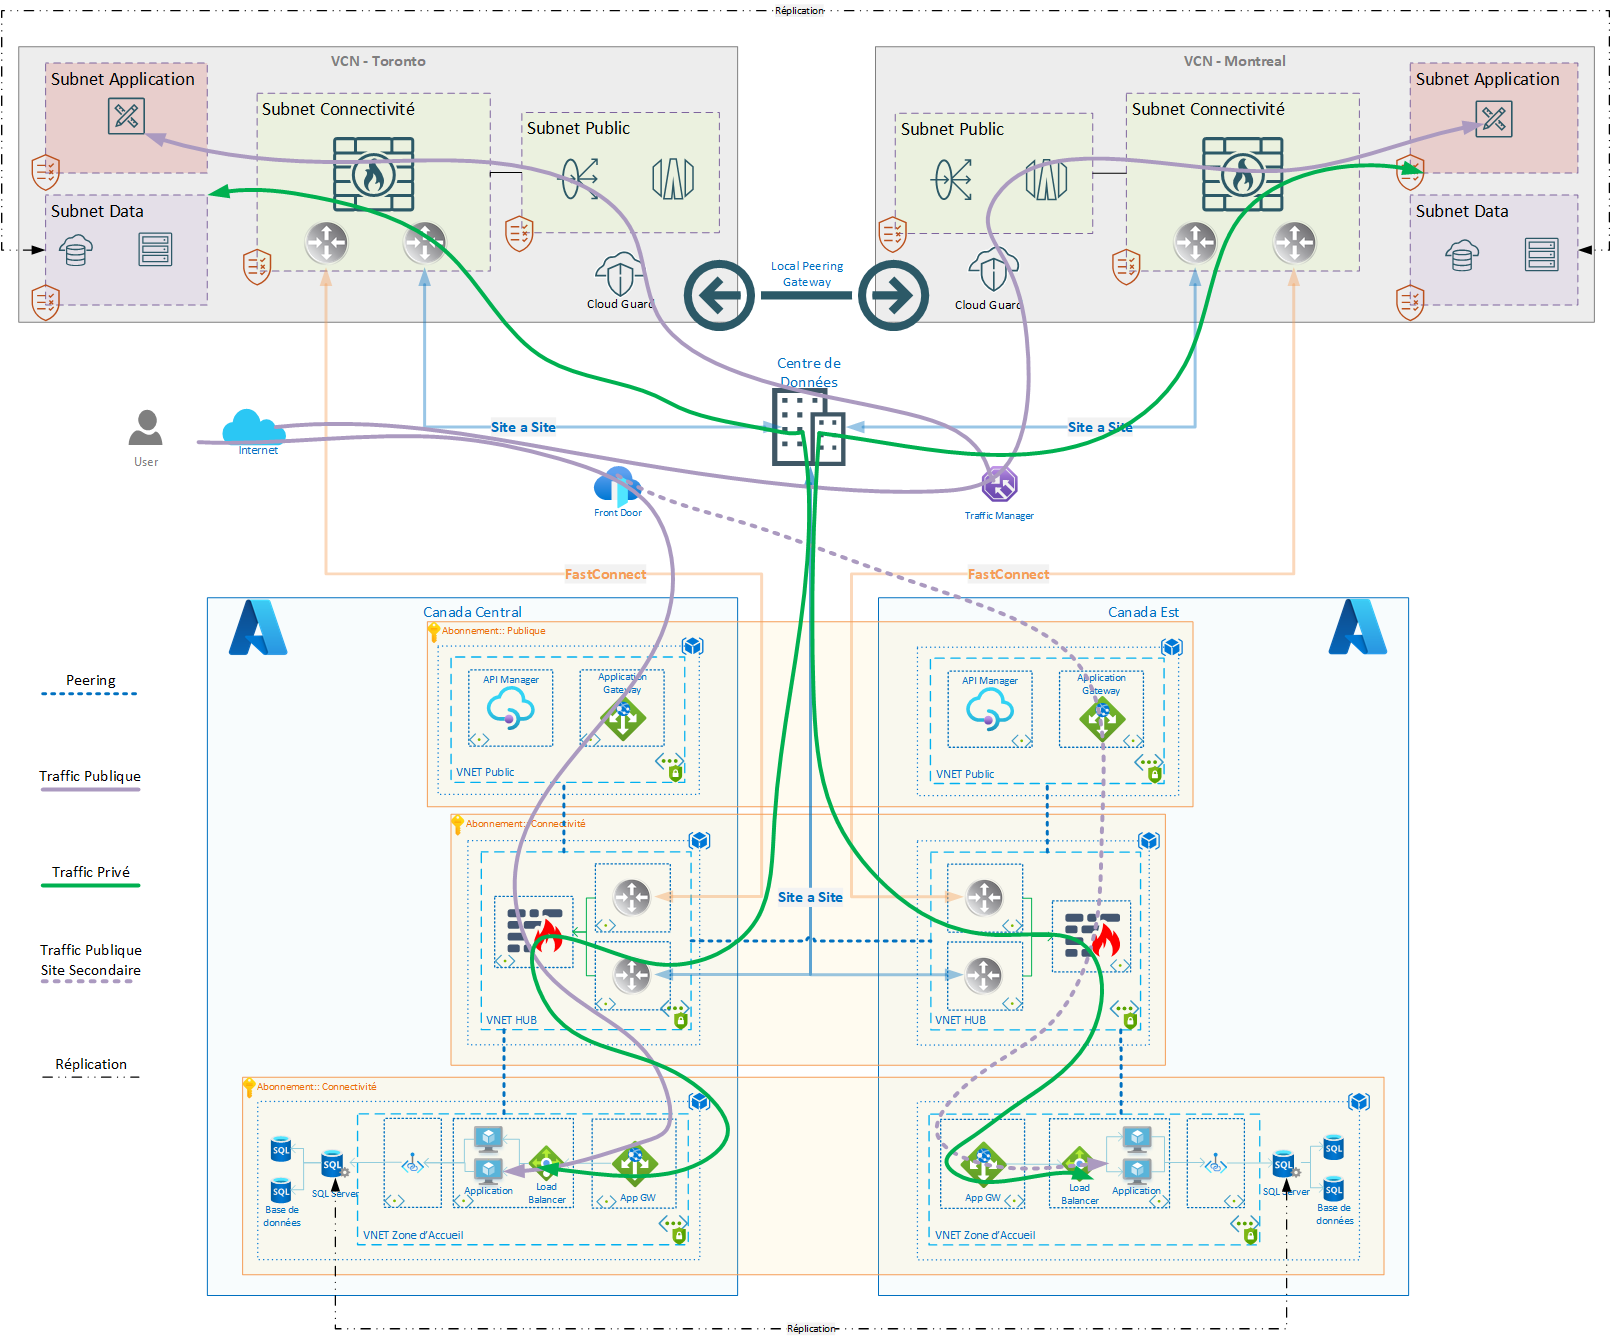 Réplication
VCN - Toronto
VCN - Montreal
Subnet Application
Subnet Connectivité
Subnet Public
Subnet Public
Subnet Connectivité
Subnet Application
Subnet Data
Subnet Data
Cloud Guard
Local Peering
Gateway
Cloud Guard
Centre de
Données
Site a Site
Site a Site
User
Internet
Front Door
Traffic Manager
FastConnect
FastConnect
Canada Central
Canada Est
Abonnement:: Publique
API Manager
Application
Gateway
API Manager
Application
Gateway
VNET Public
VNET Public
Peering
Traffic Publique
Traffic Privé
Traffic Publique
Site Secondaire
Réplication
Abonnement:: Connectivité
Site a Site
VNET HUB
VNET HUB
Abonnement:: Connectivité
SQL
SQL
SQL
SQL Server
Base de
données
Application
Load
Balancer
App GW
VNET Zone d'Accueil
App GW
Load
Balancer
Application
SQL
SQL
SQL
SQL Server
Base de
données
VNET Zone d'Accueil
Réplication